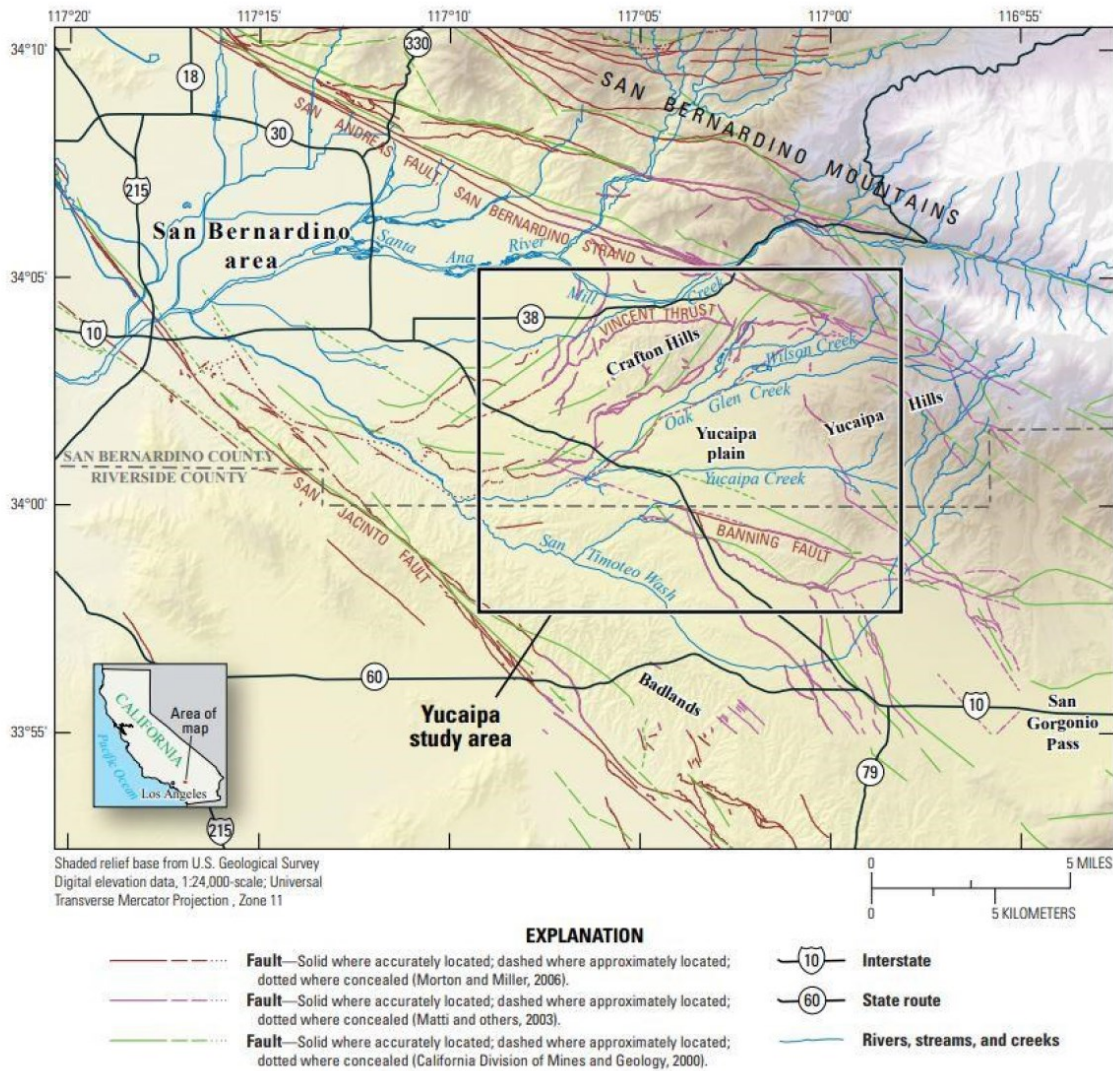 117°20'
117°15'
117°10'
117°05'
117°00'
116°55'
34°10'
330
18
SAN BERNARDINO MOUNTAINS
SAN ANDREAS FAULT SAN BERNARDINO STRAND
30
215
San Bernardino
area
Santa
Ana
River
34°05'
Mill
Creek
38
VINCENT THRUST
10
Crafton Hills
Wilson Creek
Oak Glen Creek
Yucaipa
plain
Yucaipa Hills
Yucaipa Creek
SAN BERNARDINO COUNTY
RIVERSIDE COUNTY
34°00'
SAN JACINTO FAULT
BANNING FAULT
San Timoteo Wash
60
Badlands
Yucaipa
study area
10
San
Gorgonio
Pass
33°55'
79
CALIFORNIA
Area of
map
Pacific Ocean
Los Angeles
215
Shaded relief base from U.S. Geological Survey
Digital elevation data, 1:24,000-scale; Universal
Transverse Mercator Projection , Zone 11
0
5 MILES
0
5 KILOMETERS
EXPLANATION
Fault—Solid where accurately located; dashed where approximately located;
dotted where concealed (Morton and Miller, 2006).
Fault—Solid where accurately located; dashed where approximately located;
dotted where concealed (Matti and others, 2003).
Fault—Solid where accurately located; dashed where approximately located;
dotted where concealed (California Division of Mines and Geology, 2000).
10
Interstate
60
State route
Rivers, streams, and creeks